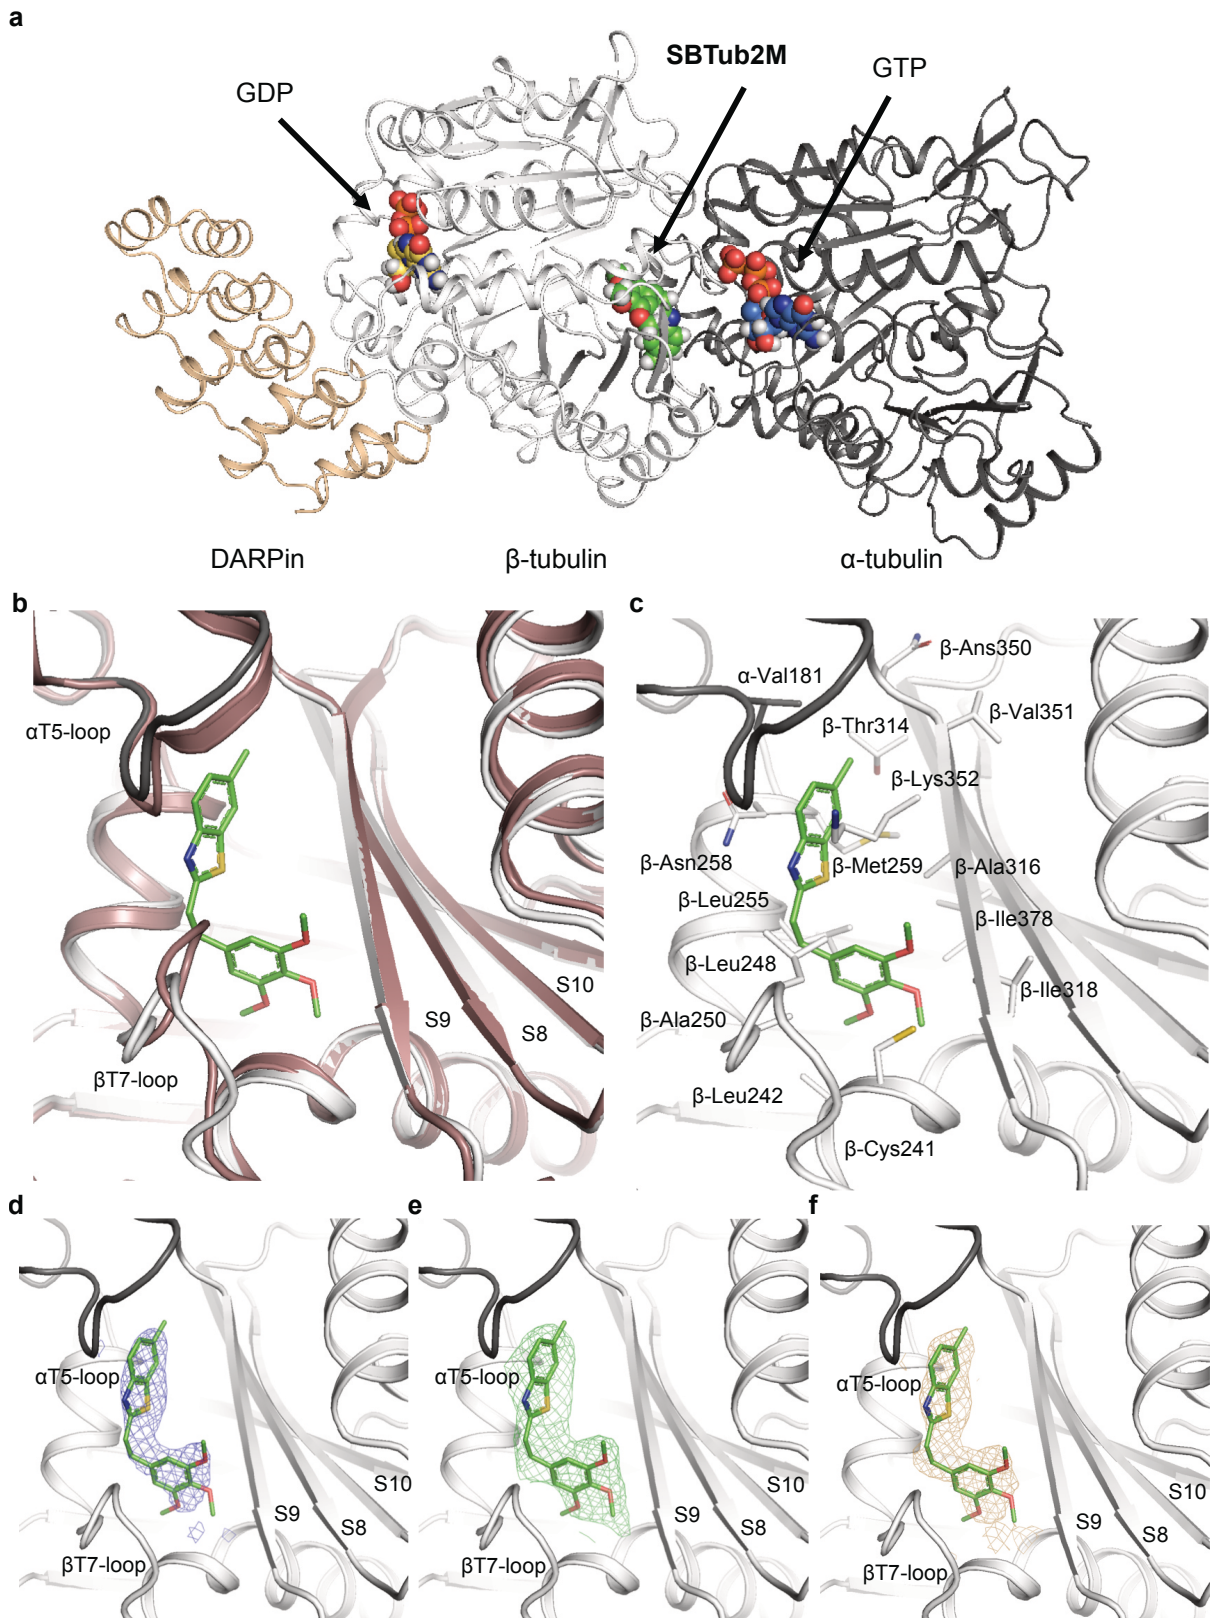 a
SBTub2M
GDP
GTP
DARPin
β-tubulin
α-tubulin
b
αT5-loop
βT7-loop
S9
S8
S10
c
β-Ans350
α-Val181
β-Val351
β-Thr314
β-Lys352
β-Asn258
β-Met259
β-Ala316
β-Leu255
β-Ile378
β-Leu248
β-Ile318
β-Ala250
β-Leu242
β-Cys241
d
αT5-loop
S10
S9
S8
βT7-loop
e
αT5-loop
S10
S9
S8
βT7-loop
f
αT5-loop
S10
S9
S8
βT7-loop